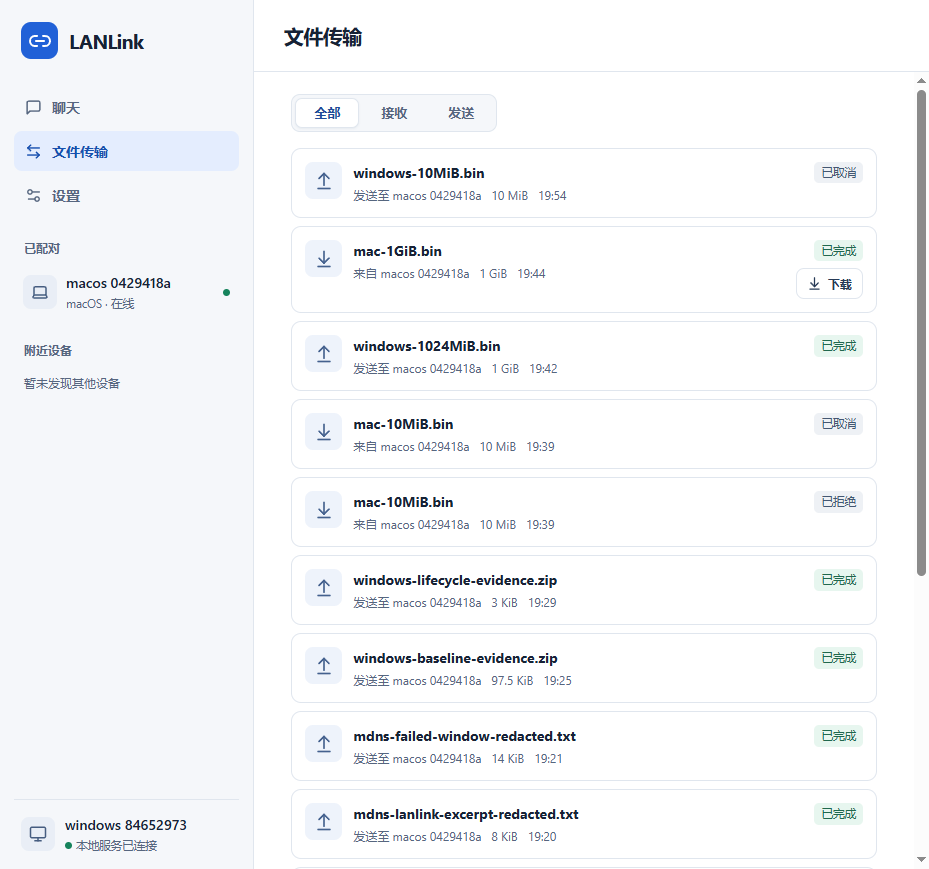 LANLink
聊天
文件传输
设置
已配对
macos 0429418a
macOS · 在线
附近设备
暂未发现其他设备
windows 84652973
本地服务已连接
文件传输
全部 接收 发送
windows-10MiB.bin 已取消
发送至 macos 0429418a 10 MiB 19:54
mac-1GiB.bin 已完成
来自 macos 0429418a 1 GiB 19:44
下载
windows-1024MiB.bin 已完成
发送至 macos 0429418a 1 GiB 19:42
mac-10MiB.bin 已取消
来自 macos 0429418a 10 MiB 19:39
mac-10MiB.bin 已拒绝
来自 macos 0429418a 10 MiB 19:39
windows-lifecycle-evidence.zip 已完成
发送至 macos 0429418a 3 KiB 19:29
windows-baseline-evidence.zip 已完成
发送至 macos 0429418a 97.5 KiB 19:25
mdns-failed-window-redacted.txt 已完成
发送至 macos 0429418a 14 KiB 19:21
mdns-lanlink-excerpt-redacted.txt 已完成
发送至 macos 0429418a 8 KiB 19:20